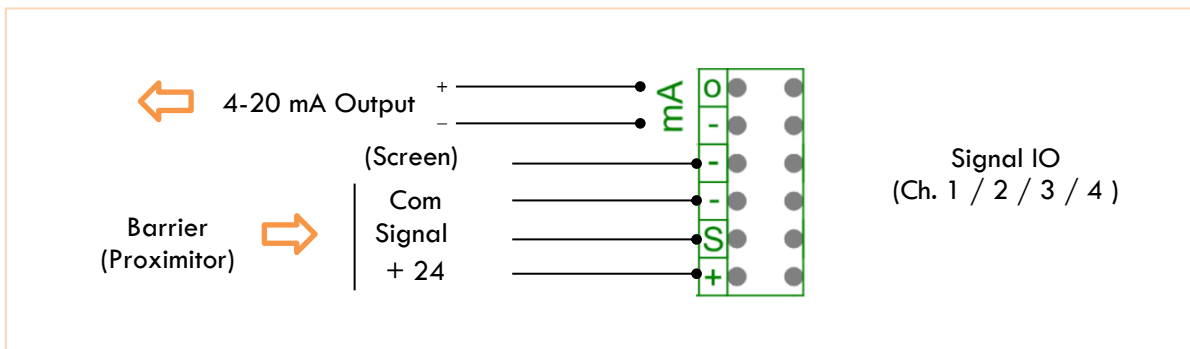 4-20 mA Output
+
–
(Screen)
Com
Signal
+ 24
Barrier
(Proximitor)
mA
o
-
-
-
S
+
Signal IO
(Ch. 1 / 2 / 3 / 4 )